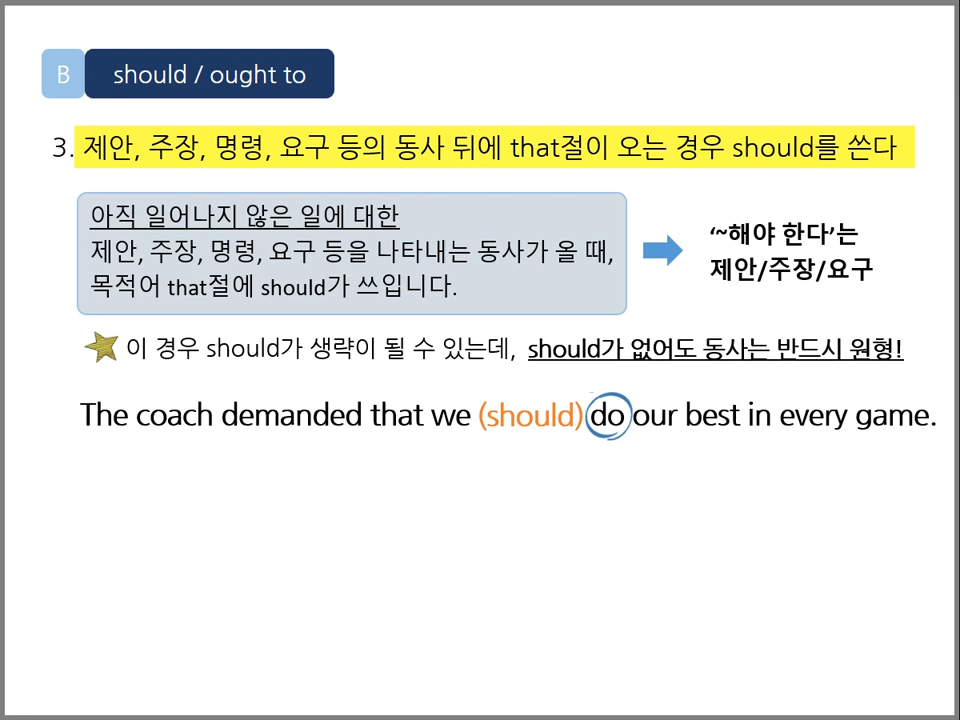 B should / ought to
3. 제안, 주장, 명령, 요구 등의 동사 뒤에 that절이 오는 경우 should를 쓴다
아직 일어나지 않은 일에 대한
제안, 주장, 명령, 요구 등을 나타내는 동사가 올 때,
목적어 that절에 should가 쓰입니다.
‘~해야 한다’는
제안/주장/요구
이 경우 should가 생략이 될 수 있는데, should가 없어도 동사는 반드시 원형!
The coach demanded that we (should) do our best in every game.